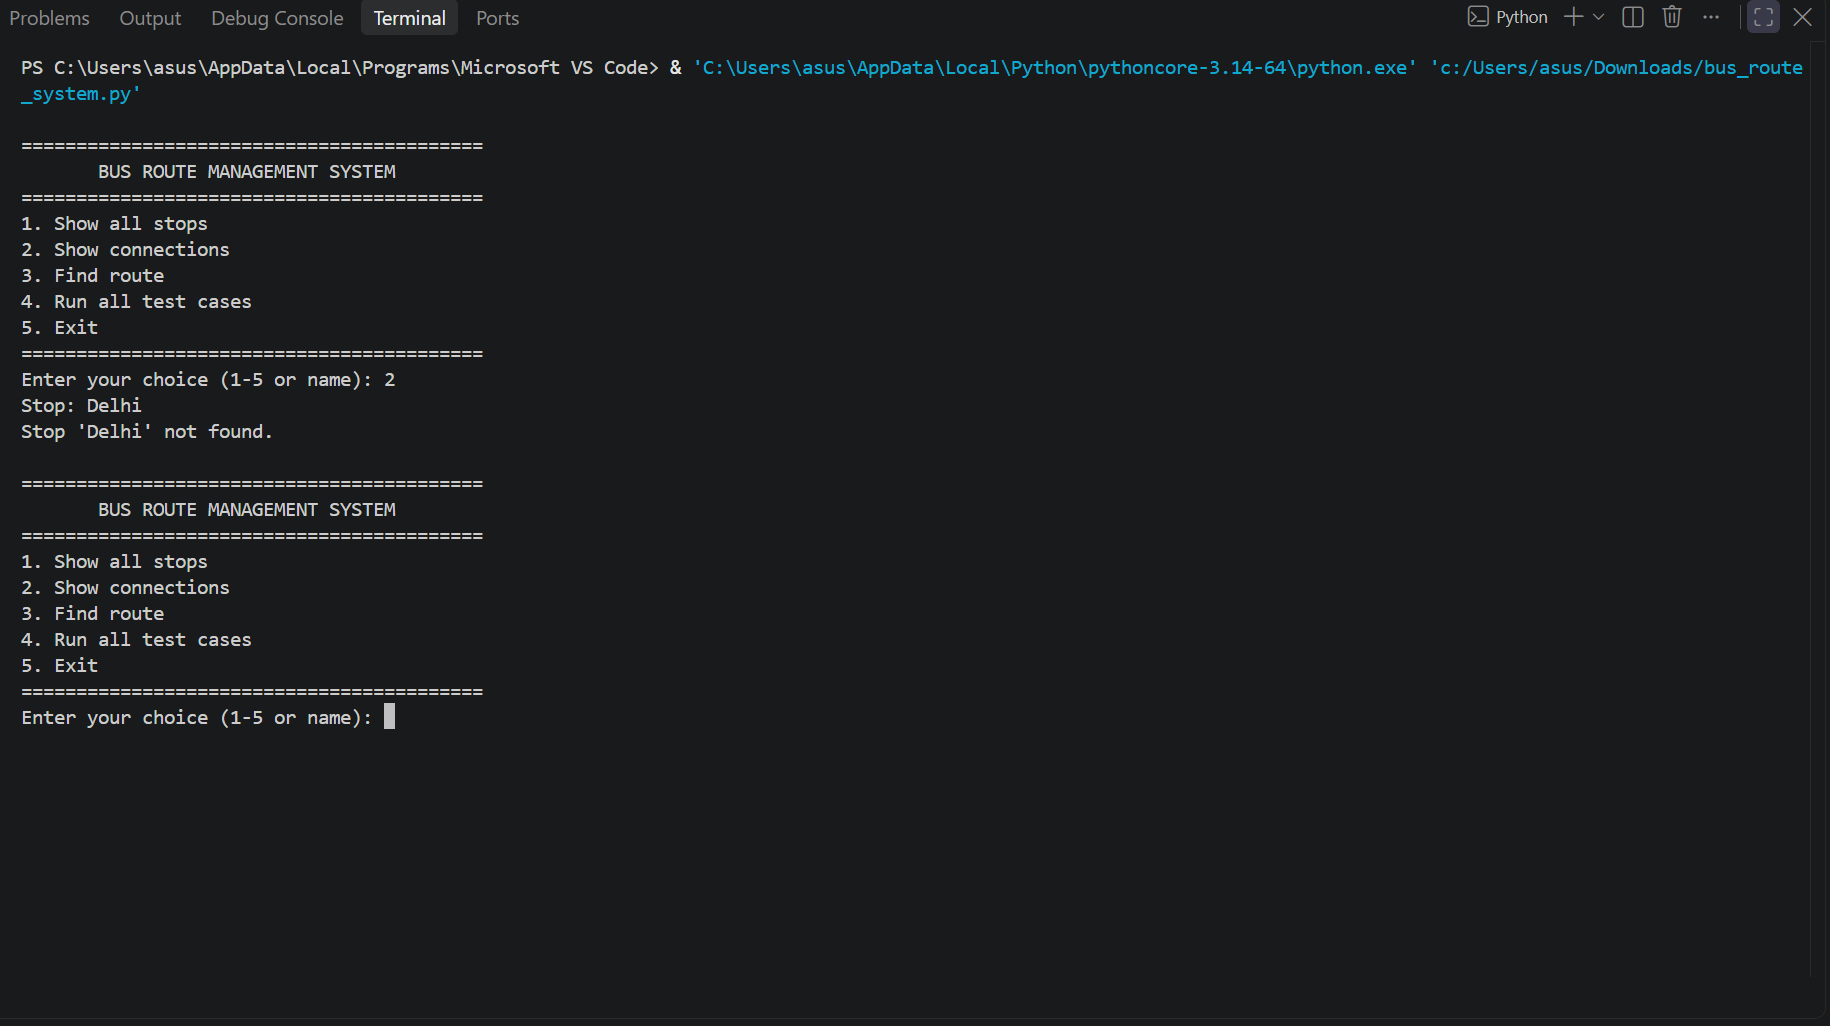 Problems Output Debug Console Terminal Ports Python
PS C:\Users\asus\AppData\Local\Programs\Microsoft VS Code> & 'C:\Users\asus\AppData\Local\Python\pythoncore-3.14-64\python.exe' 'c:/Users/asus/Downloads/bus_route
_system.py'
==========================================
BUS ROUTE MANAGEMENT SYSTEM
==========================================
1. Show all stops
2. Show connections
3. Find route
4. Run all test cases
5. Exit
==========================================
Enter your choice (1-5 or name): 2
Stop: Delhi
Stop 'Delhi' not found.
==========================================
BUS ROUTE MANAGEMENT SYSTEM
==========================================
1. Show all stops
2. Show connections
3. Find route
4. Run all test cases
5. Exit
==========================================
Enter your choice (1-5 or name):